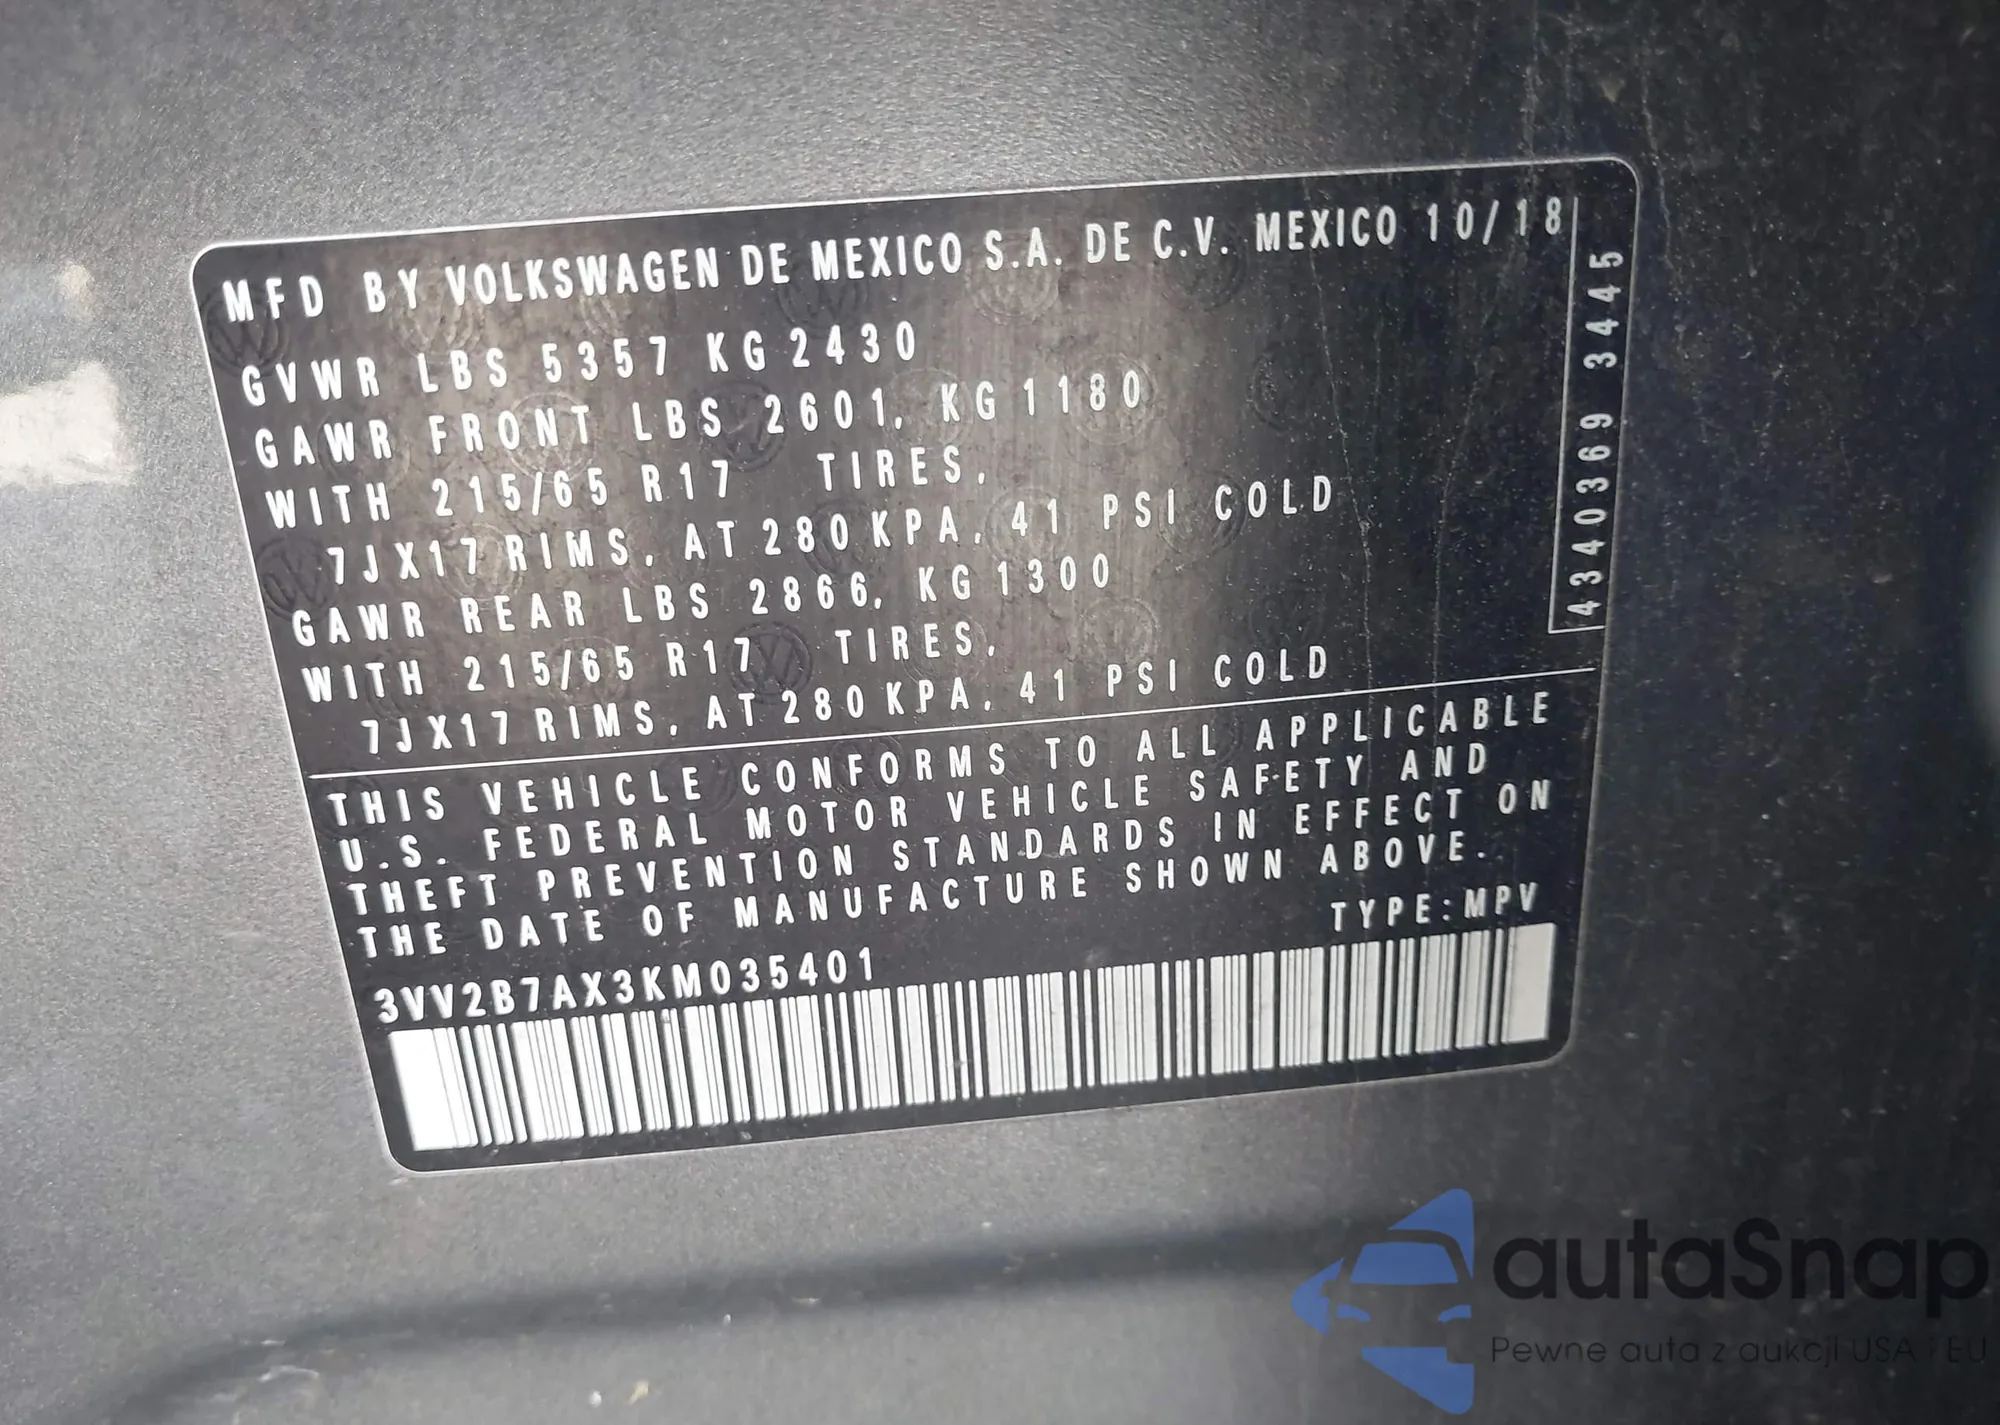 MFD BY VOLKSWAGEN DE MEXICO S.A. DE C.V. MEXICO 10/18
GVWR LBS 5357 KG 2430
GAWR FRONT LBS 2601, KG 1180
WITH 215/65 R17 TIRES,
7JX17 RIMS, AT 280 KPA, 41 PSI COLD
GAWR REAR LBS 2866, KG 1300
WITH 215/65 R17 TIRES,
7JX17 RIMS, AT 280 KPA, 41 PSI COLD
4340369 3445
THIS VEHICLE CONFORMS TO ALL APPLICABLE
U.S. FEDERAL MOTOR VEHICLE SAFETY AND
THEFT PREVENTION STANDARDS IN EFFECT ON
THE DATE OF MANUFACTURE SHOWN ABOVE.
TYPE:MPV
3VV2B7AX3KM035401
autaSnap
Pewne auta z aukcji USA i EU